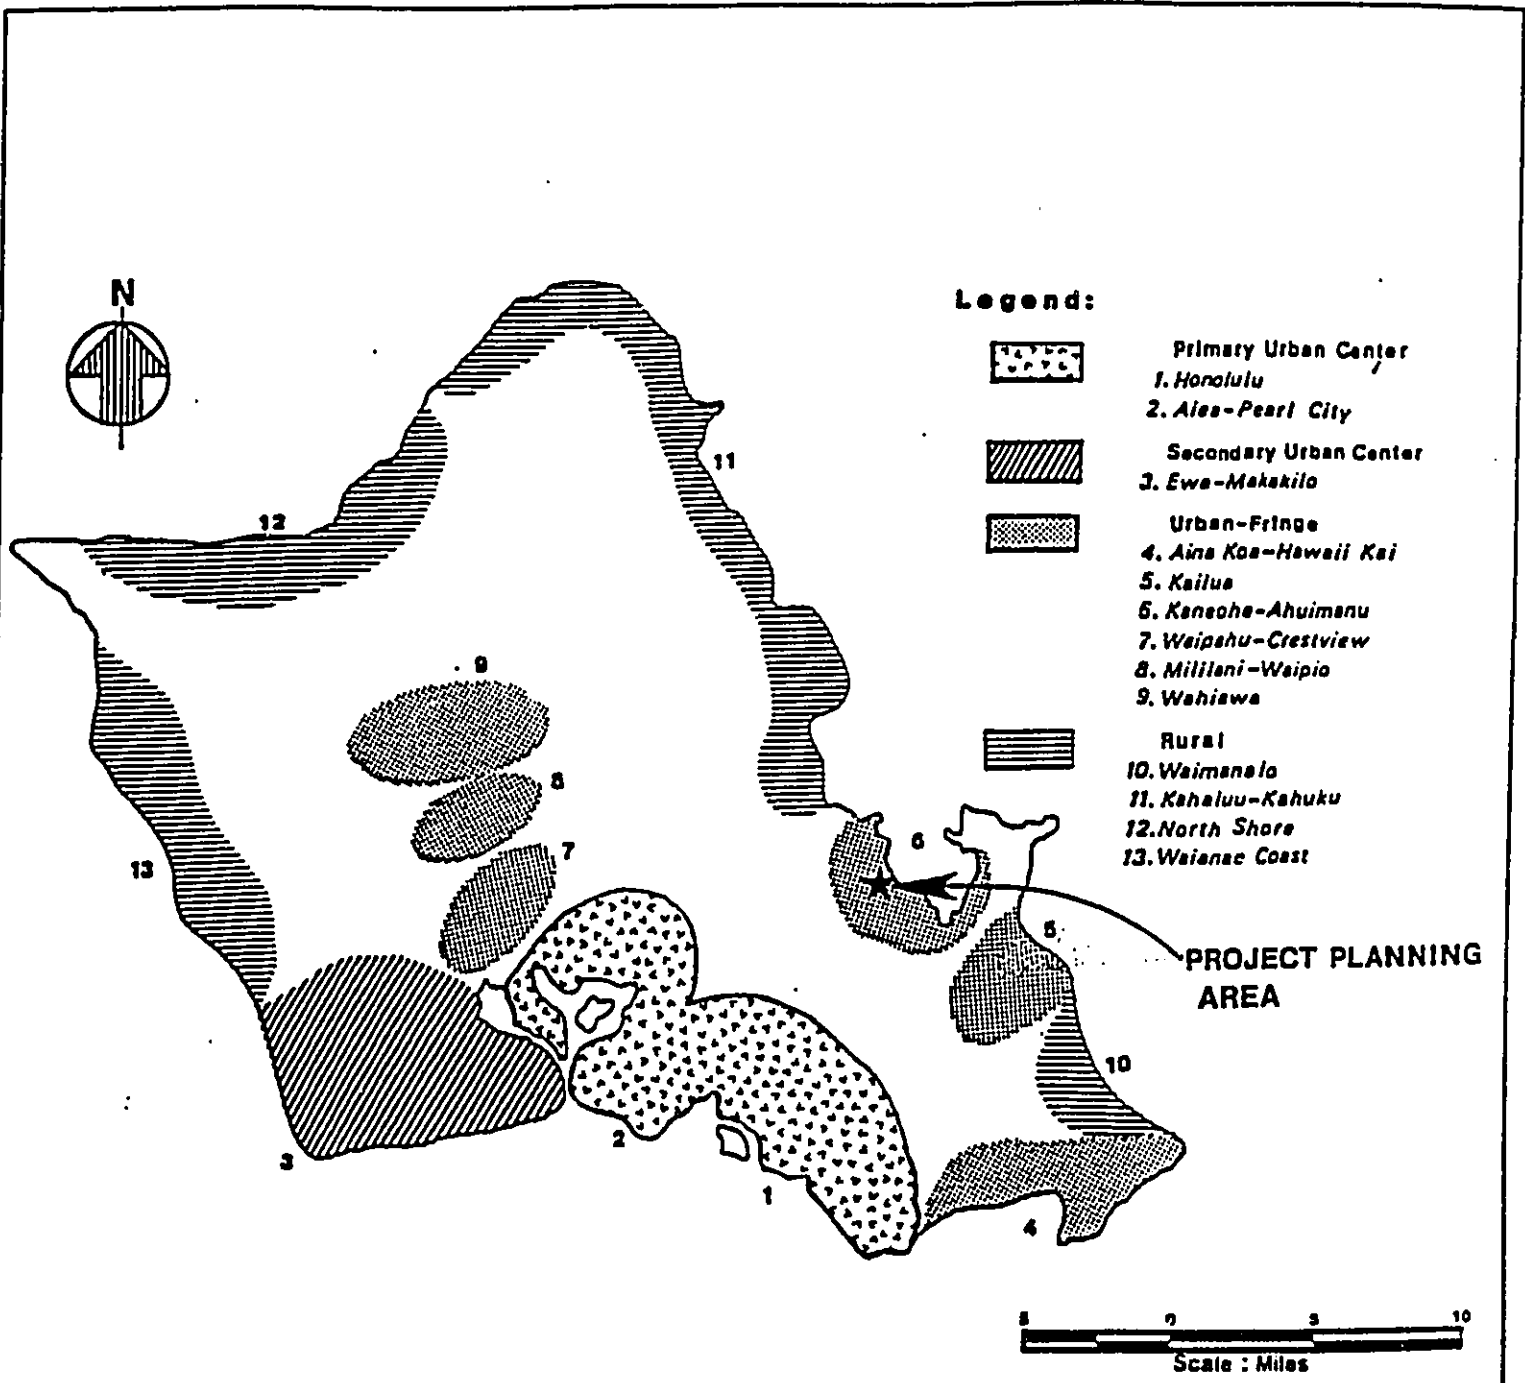 N
Legend:
Primary Urban Center
1. Honolulu
2. Aiea-Pearl City
Secondary Urban Center
3. Ewa-Makakilo
Urban-Fringe
4. Aina Koa-Hawaii Kai
5. Kailua
6. Kaneohe-Ahuimanu
7. Waipahu-Crestview
8. Mililani-Waipio
9. Wahiawa
Rural
10. Waimanalo
11. Kahaluu-Kahuku
12. North Shore
13. Waianae Coast
11
12
9
8
7
6
13
5
PROJECT PLANNING
AREA
10
2
3
1
4
5 0 5 10
Scale : Miles